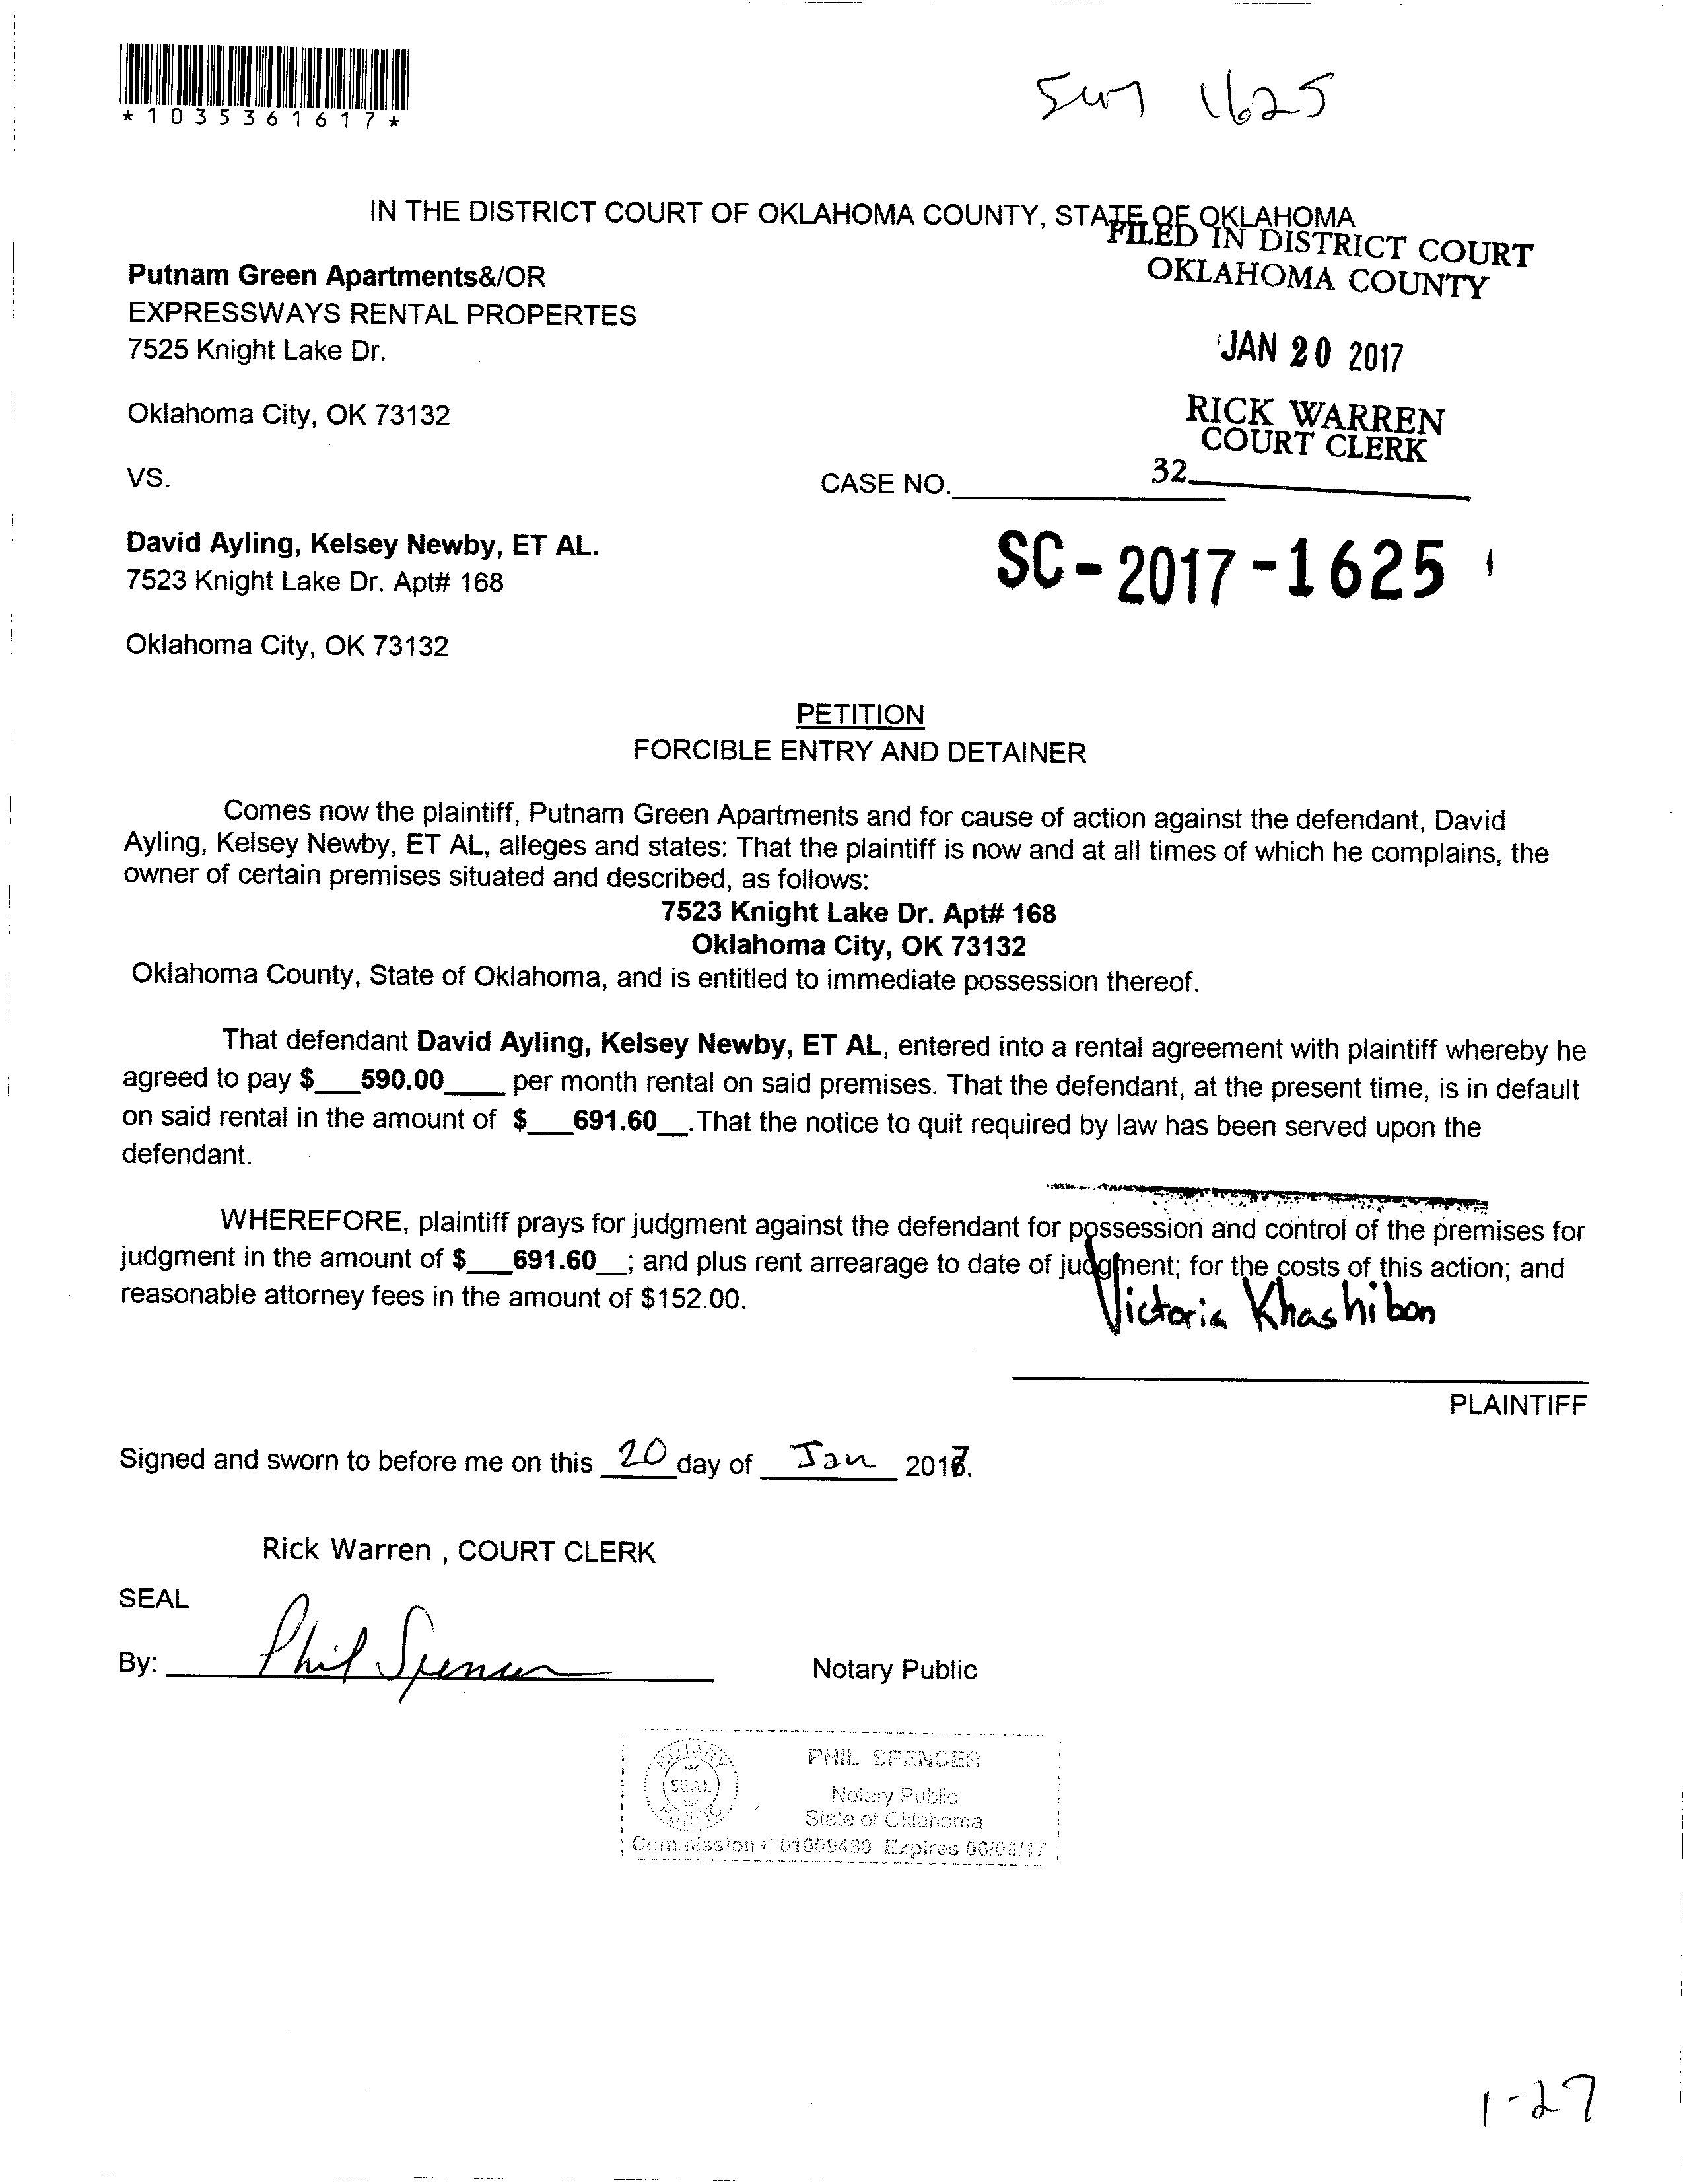 *1035361617*
1625
IN THE DISTRICT COURT OF OKLAHOMA COUNTY, STATE OF OKLAHOMA
FILED IN DISTRICT COURT
OKLAHOMA COUNTY
Putnam Green Apartments&/OR
EXPRESSWAYS RENTAL PROPERTES
7525 Knight Lake Dr.
JAN 20 2017
Oklahoma City, OK 73132
RICK WARREN
COURT CLERK
32
VS.
CASE NO.
David Ayling, Kelsey Newby, ET AL.
7523 Knight Lake Dr. Apt# 168
SC-2017-1625
Oklahoma City, OK 73132
PETITION
FORCIBLE ENTRY AND DETAINER
Comes now the plaintiff, Putnam Green Apartments and for cause of action against the defendant, David
Ayling, Kelsey Newby, ET AL, alleges and states: That the plaintiff is now and at all times of which he complains, the
owner of certain premises situated and described, as follows:
7523 Knight Lake Dr. Apt# 168
Oklahoma City, OK 73132
Oklahoma County, State of Oklahoma, and is entitled to immediate possession thereof.
That defendant David Ayling, Kelsey Newby, ET AL, entered into a rental agreement with plaintiff whereby he
agreed to pay $___590.00____ per month rental on said premises. That the defendant, at the present time, is in default
on said rental in the amount of $___691.60__.That the notice to quit required by law has been served upon the
defendant.
WHEREFORE, plaintiff prays for judgment against the defendant for possession and control of the premises for
judgment in the amount of $___691.60__; and plus rent arrearage to date of judgment; for the costs of this action; and
reasonable attorney fees in the amount of $152.00.
Victoria Khashibon
PLAINTIFF
Signed and sworn to before me on this 20 day of Jan 2017.
Rick Warren , COURT CLERK
SEAL
By: Phil Spencer
Notary Public
NOTARY
SEAL
PUBLIC
PHIL SPENCER
Notary Public
State of Oklahoma
Commission # 01009480 Expires 06/06/17
1-27